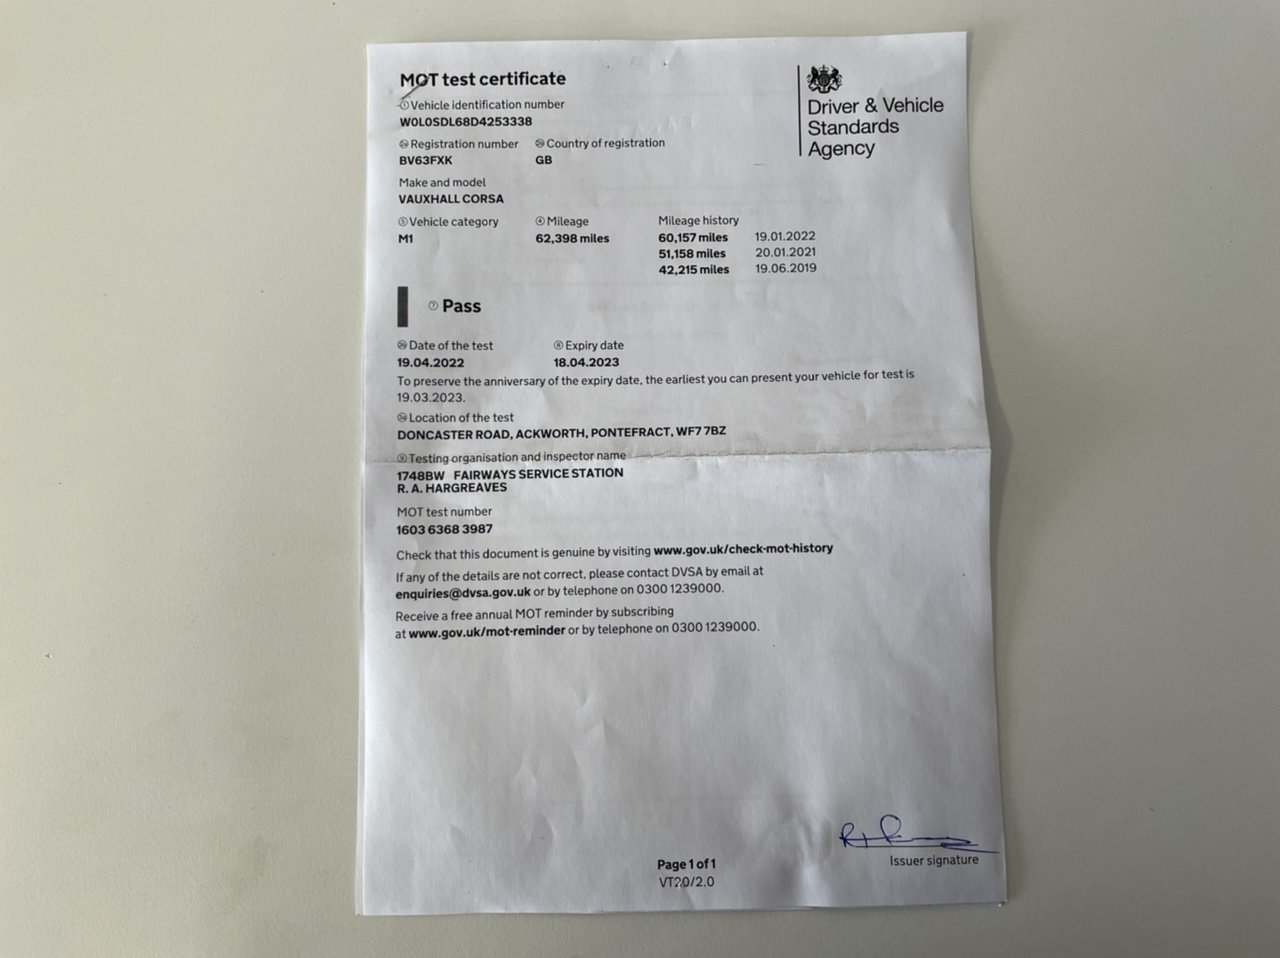 MOT test certificate
Driver & Vehicle
Standards
Agency
① Vehicle identification number
W0L0SDL68D4253338
Registration number Country of registration
BV63FXK GB
Make and model
VAUXHALL CORSA
⑤ Vehicle category ④ Mileage Mileage history
M1 62,398 miles 60,157 miles 19.01.2022
51,158 miles 20.01.2021
42,215 miles 19.06.2019
⑦ Pass
Date of the test ⑧ Expiry date
19.04.2022 18.04.2023
To preserve the anniversary of the expiry date, the earliest you can present your vehicle for test is
19.03.2023.
Location of the test
DONCASTER ROAD, ACKWORTH, PONTEFRACT, WF7 7BZ
⑨ Testing organisation and inspector name
1748BW FAIRWAYS SERVICE STATION
R. A. HARGREAVES
MOT test number
1603 6368 3987
Check that this document is genuine by visiting www.gov.uk/check-mot-history
If any of the details are not correct, please contact DVSA by email at
enquiries@dvsa.gov.uk or by telephone on 0300 1239000.
Receive a free annual MOT reminder by subscribing
at www.gov.uk/mot-reminder or by telephone on 0300 1239000.
Issuer signature
Page 1 of 1
VT20/2.0